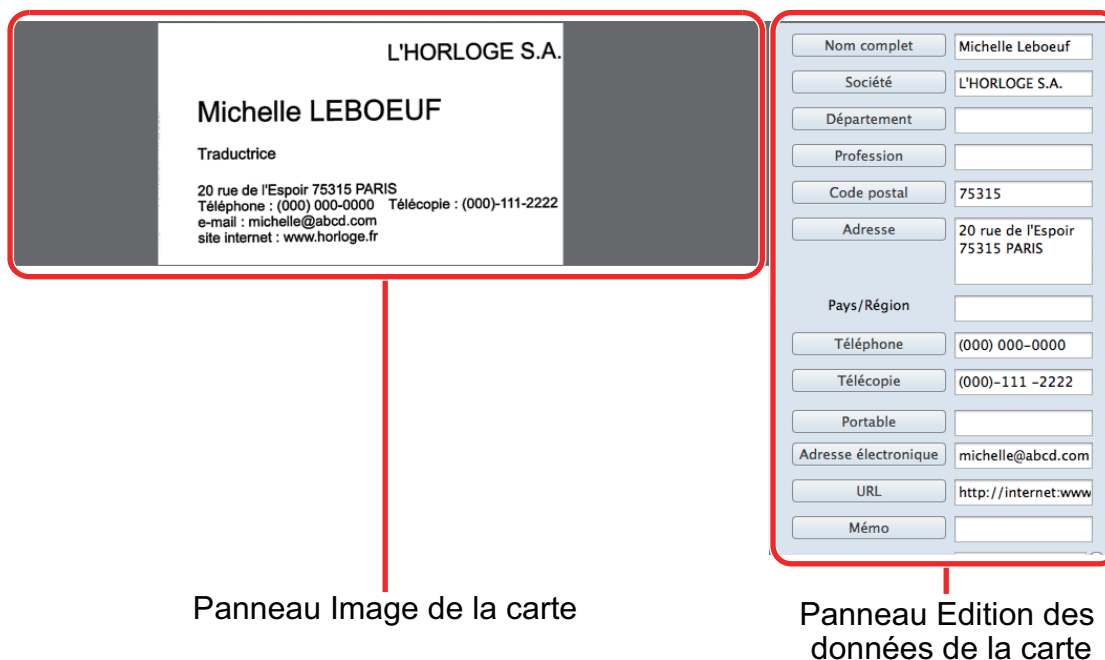 L'HORLOGE S.A.
Michelle LEBOEUF
Traductrice
20 rue de l'Espoir 75315 PARIS
Téléphone : (000) 000-0000 Télécopie : (000)-111-2222
e-mail : michelle@abcd.com
site internet : www.horloge.fr
Nom complet Michelle Leboeuf
Société L'HORLOGE S.A.
Département
Profession
Code postal 75315
Adresse 20 rue de l'Espoir
75315 PARIS
Pays/Région
Téléphone (000) 000-0000
Télécopie (000)-111 -2222
Portable
Adresse électronique michelle@abcd.com
URL http://internet:www
Mémo
Panneau Image de la carte
Panneau Edition des
données de la carte